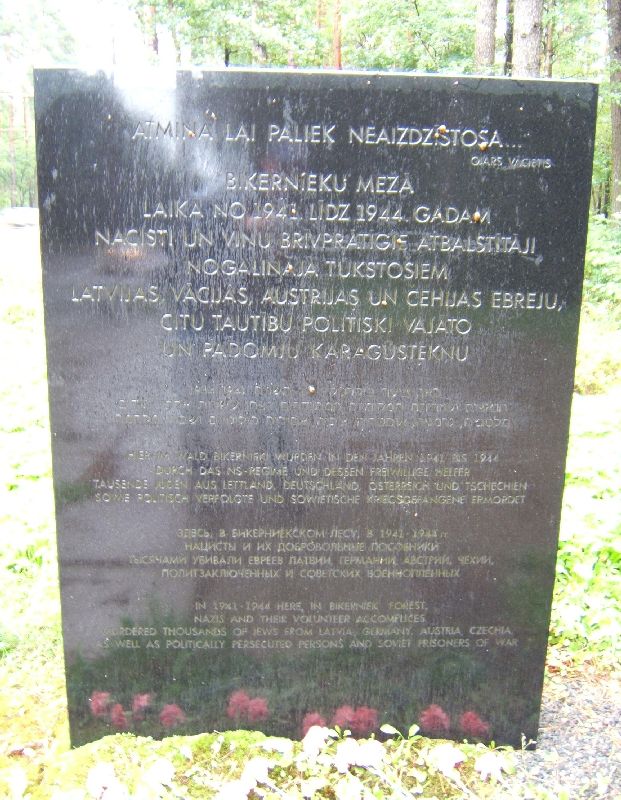 ATMIŅA LAI PALIEK NEAIZDZĪSTOŠA...
OJĀRS VĀCIETIS
BIĶERNIEKU MEŽĀ
LAIKĀ NO 1941. LĪDZ 1944. GADAM
NACISTI UN VIŅU BRĪVPRĀTĪGIE ATBALSTĪTĀJI
NOGALINĀJA TŪKSTOŠIEM
LATVIJAS, VĀCIJAS, AUSTRIJAS UN ČEHIJAS EBREJU,
CITU TAUTĪBU POLITISKI VAJĀTO
UN PADOMJU KARAGŪSTEKŅU
HIER IM WALD BIĶERNIEKI WURDEN IN DEN JAHREN 1941 BIS 1944
DURCH DAS NS-REGIME UND DESSEN FREIWILLIGE HELFER
TAUSENDE JUDEN AUS LETTLAND, DEUTSCHLAND, ÖSTERREICH UND TSCHECHIEN
SOWIE POLITISCH VERFOLGTE UND SOWJETISCHE KRIEGSGEFANGENE ERMORDET
ЗДЕСЬ, В БИКЕРНИЕКСКОМ ЛЕСУ, В 1941-1944 гг
НАЦИСТЫ И ИХ ДОБРОВОЛЬНЫЕ ПОСОБНИКИ
ТЫСЯЧАМИ УБИВАЛИ ЕВРЕЕВ ЛАТВИИ, ГЕРМАНИИ, АВСТРИИ, ЧЕХИИ,
ПОЛИТЗАКЛЮЧЕННЫХ И СОВЕТСКИХ ВОЕННОПЛЕННЫХ
IN 1941-1944 HERE, IN BIKERNIEK FOREST,
NAZIS AND THEIR VOLUNTEER ACCOMPLICES
MURDERED THOUSANDS OF JEWS FROM LATVIA, GERMANY, AUSTRIA, CZECHIA,
AS WELL AS POLITICALLY PERSECUTED PERSONS AND SOVIET PRISONERS OF WAR